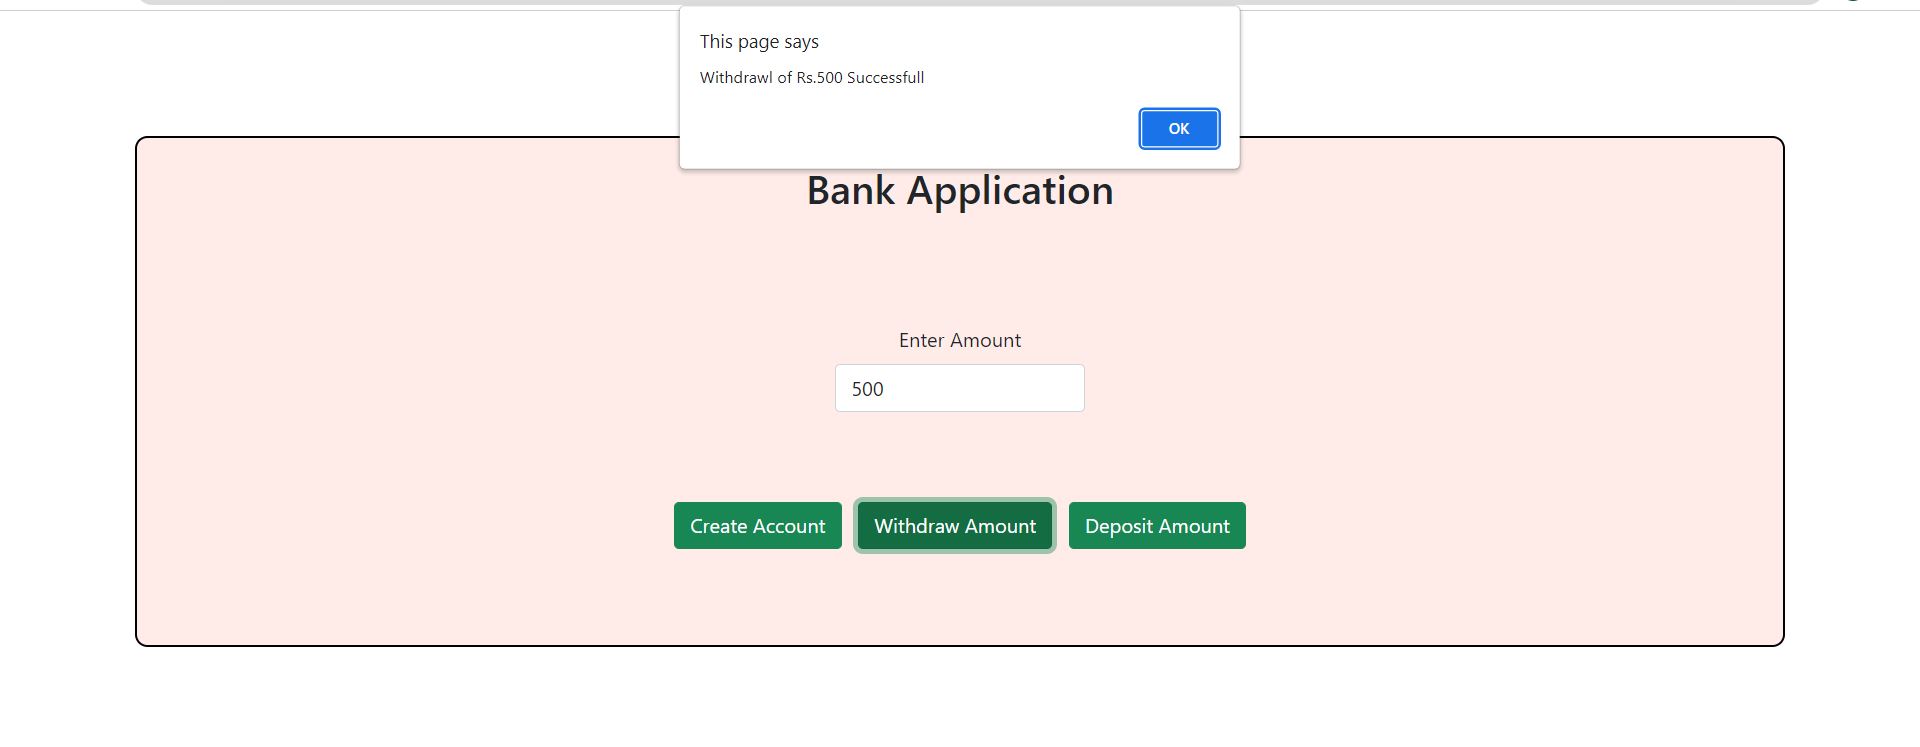 This page says
Withdrawl of Rs.500 Successfull
OK
Bank Application
Enter Amount
500
Create Account Withdraw Amount Deposit Amount